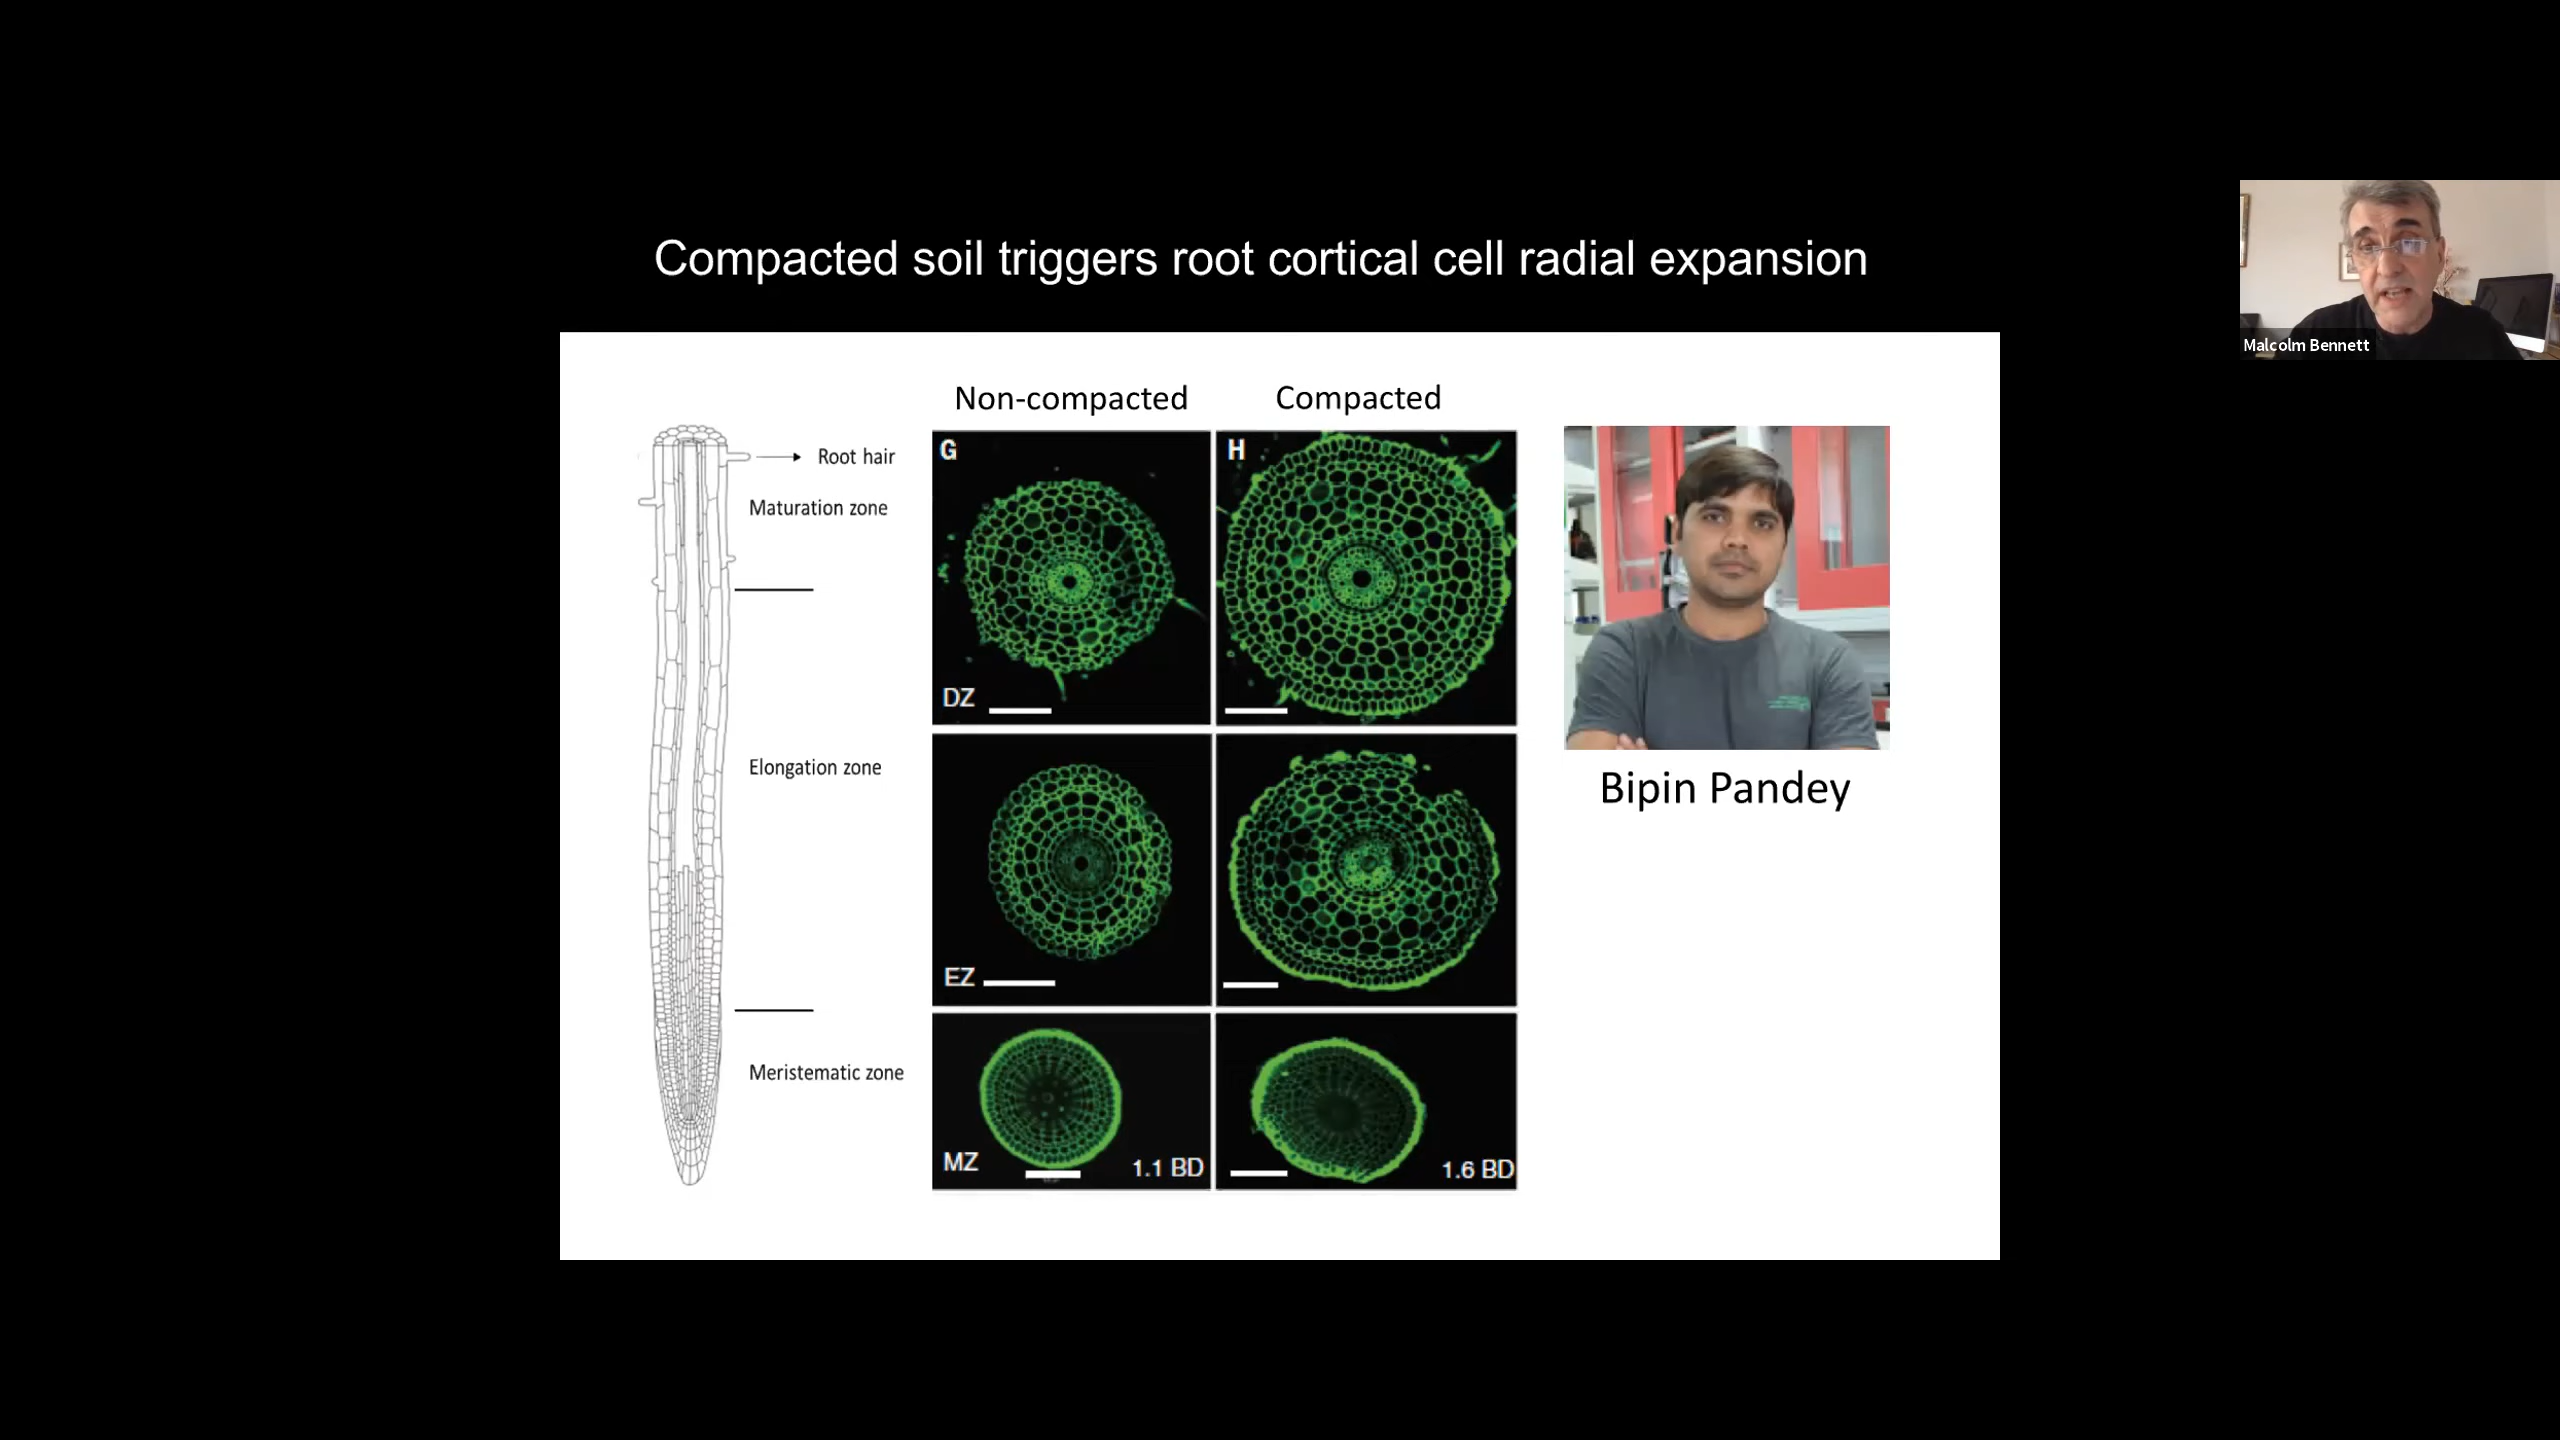 Compacted soil triggers root cortical cell radial expansion
Malcolm Bennett
Non-compacted
Compacted
Root hair
Maturation zone
Elongation zone
Meristematic zone
G
H
DZ
EZ
MZ
1.1 BD
1.6 BD
Bipin Pandey